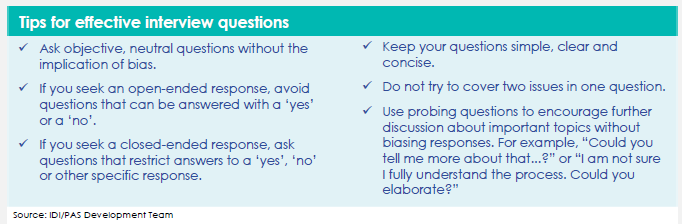 Tips for effective interview questions
✓ Ask objective, neutral questions without the
implication of bias.
✓ If you seek an open-ended response, avoid
questions that can be answered with a ‘yes’
or a ‘no’.
✓ If you seek a closed-ended response, ask
questions that restrict answers to a ‘yes’, ‘no’
or other specific response.
✓ Keep your questions simple, clear and
concise.
✓ Do not try to cover two issues in one question.
✓ Use probing questions to encourage further
discussion about important topics without
biasing responses. For example, “Could you
tell me more about that...?” or “I am not sure
I fully understand the process. Could you
elaborate?”
Source: IDI/PAS Development Team